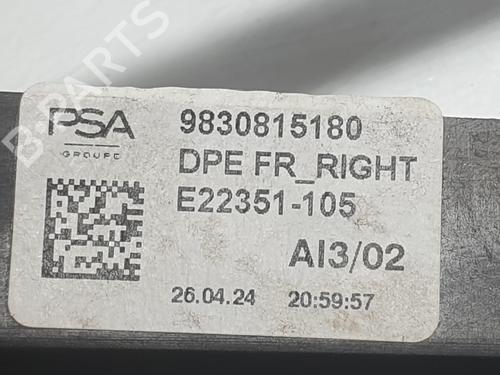 PSA
GROUPE
9830815180
DPE FR_RIGHT
E22351-105
AI3/02
26.04.24 20:59:57
B-PARTS